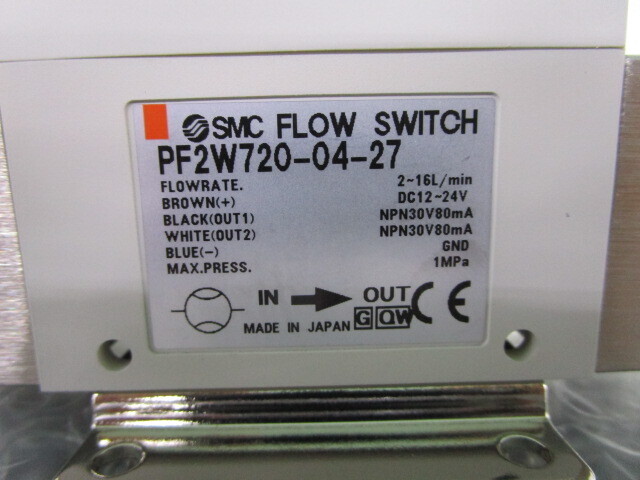 SMC FLOW SWITCH
PF2W720-04-27
FLOWRATE. 2~16L/min
BROWN(+) DC12~24V
BLACK(OUT1) NPN30V80mA
WHITE(OUT2) NPN30V80mA
BLUE(-) GND
MAX.PRESS. 1MPa
IN OUT
MADE IN JAPAN G QW CE